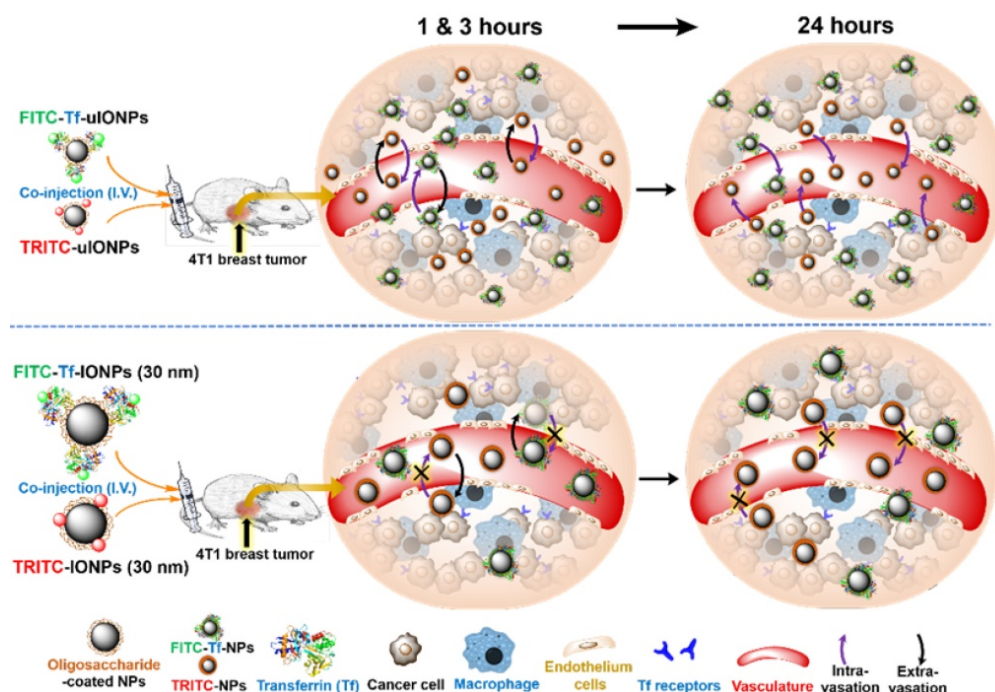 1 & 3 hours
24 hours
FITC-Tf-uIONPs
Co-injection (I.V.)
TRITC-uIONPs
4T1 breast tumor
FITC-Tf-IONPs (30 nm)
Co-injection (I.V.)
TRITC-IONPs (30 nm)
4T1 breast tumor
Oligosaccharide
-coated NPs
FITC-Tf-NPs
TRITC-NPs
Transferrin (Tf)
Cancer cell
Macrophage
Endothelium
cells
Tf receptors
Vasculature
Intra-
vasation
Extra-
vasation